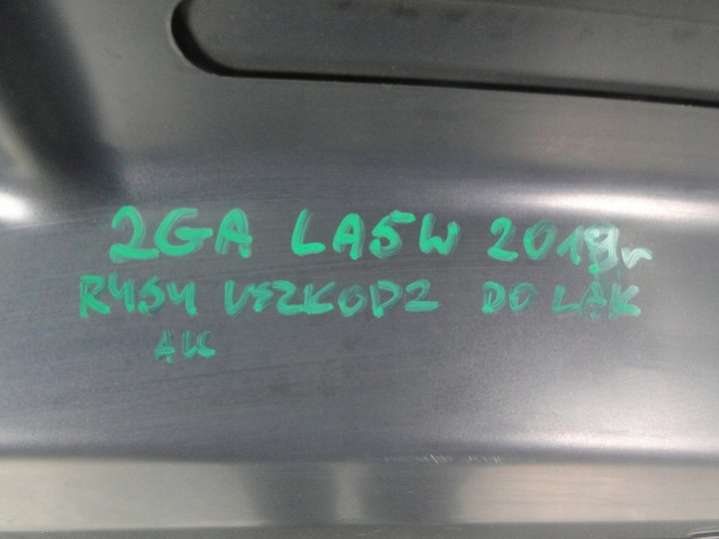 2GA LA5W 2019r
RYSY USZKODZ DO LAK
AK